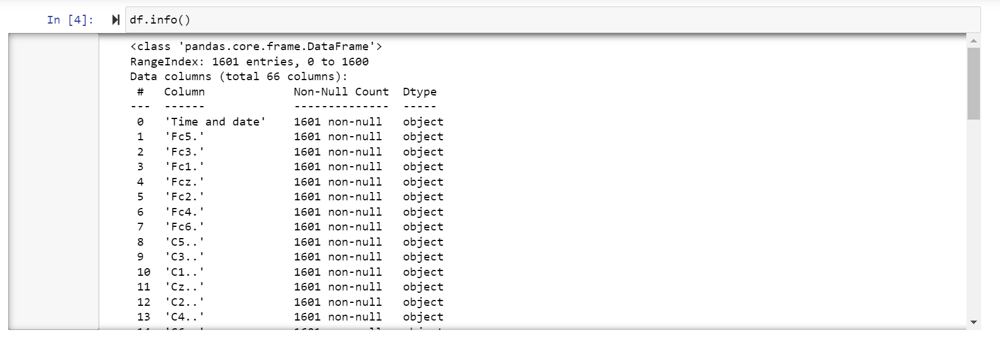 In [4]: df.info()
<class 'pandas.core.frame.DataFrame'>
RangeIndex: 1601 entries, 0 to 1600
Data columns (total 66 columns):
# Column Non-Null Count Dtype
--- ------ -------------- -----
0 'Time and date' 1601 non-null object
1 'Fc5.' 1601 non-null object
2 'Fc3.' 1601 non-null object
3 'Fc1.' 1601 non-null object
4 'Fcz.' 1601 non-null object
5 'Fc2.' 1601 non-null object
6 'Fc4.' 1601 non-null object
7 'Fc6.' 1601 non-null object
8 'C5..' 1601 non-null object
9 'C3..' 1601 non-null object
10 'C1..' 1601 non-null object
11 'Cz..' 1601 non-null object
12 'C2..' 1601 non-null object
13 'C4..' 1601 non-null object